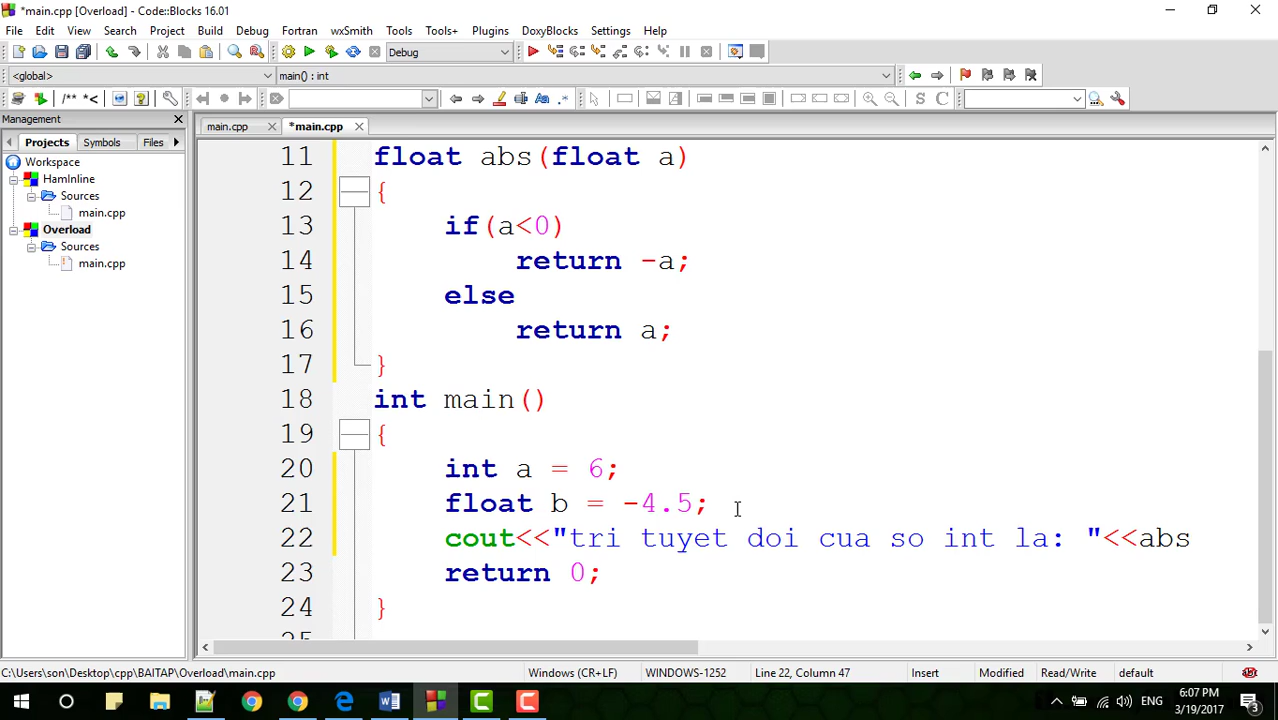 *main.cpp [Overload] - Code::Blocks 16.01
File Edit View Search Project Build Debug Fortran wxSmith Tools Tools+ Plugins DoxyBlocks Settings Help
Debug
<global> main() : int
/** *< Aa .* S C
Management
main.cpp *main.cpp
Projects Symbols Files
Workspace
HamInline
Sources
main.cpp
Overload
Sources
main.cpp
11 float abs(float a)
12 {
13 if(a<0)
14 return -a;
15 else
16 return a;
17 }
18 int main()
19 {
20 int a = 6;
21 float b = -4.5;
22 cout<<"tri tuyet doi cua so int la: "<<abs
23 return 0;
24 }
25
C:\Users\son\Desktop\cpp\BAITAP\Overload\main.cpp Windows (CR+LF) WINDOWS-1252 Line 22, Column 47 Insert Modified Read/Write default
ENG 6:07 PM
3/19/2017 3